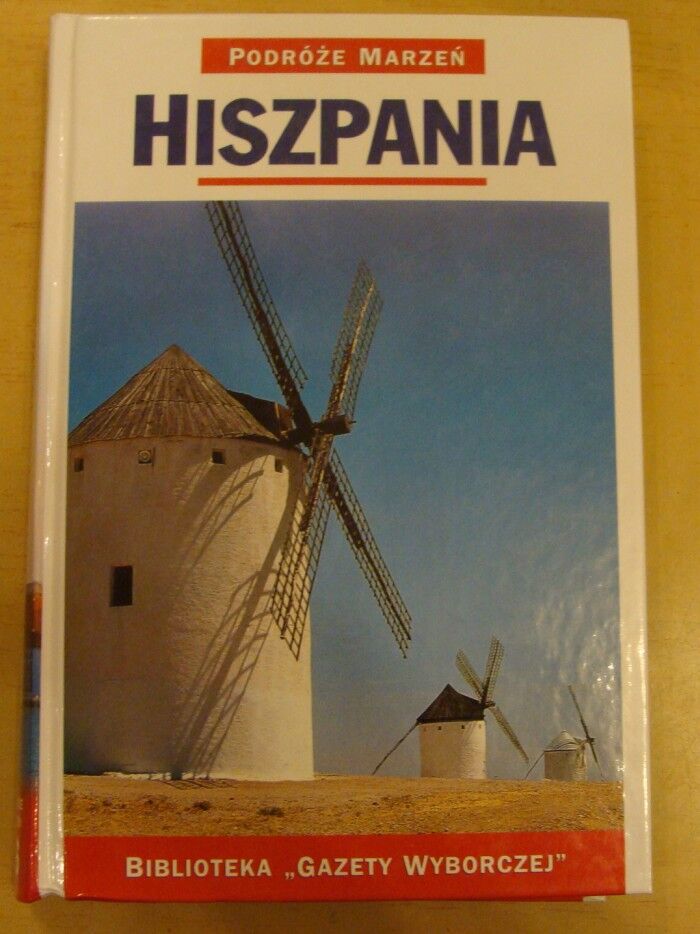 PODRÓŻE MARZEŃ
HISZPANIA
BIBLIOTEKA „GAZETY WYBORCZEJ”